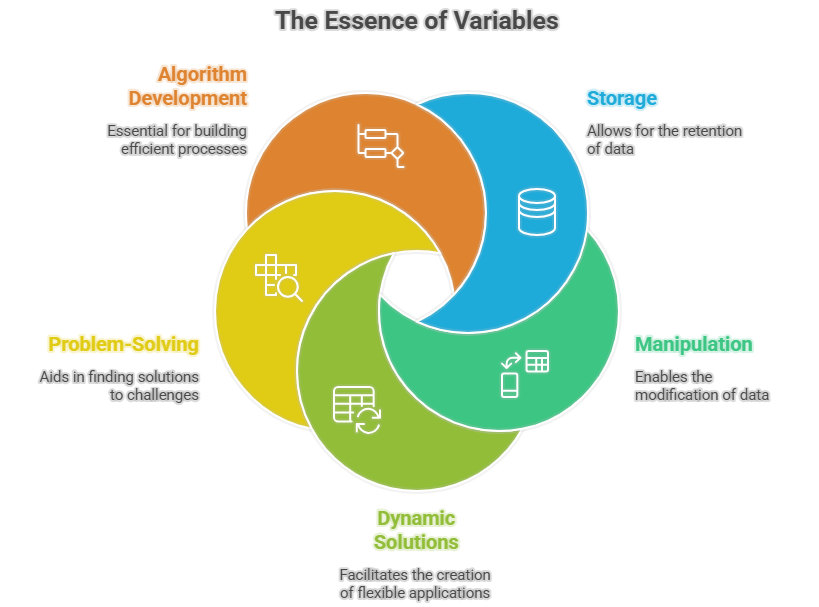 The Essence of Variables
Algorithm
Development
Essential for building
efficient processes
Storage
Allows for the retention
of data
Problem-Solving
Aids in finding solutions
to challenges
Manipulation
Enables the
modification of data
Dynamic
Solutions
Facilitates the creation
of flexible applications